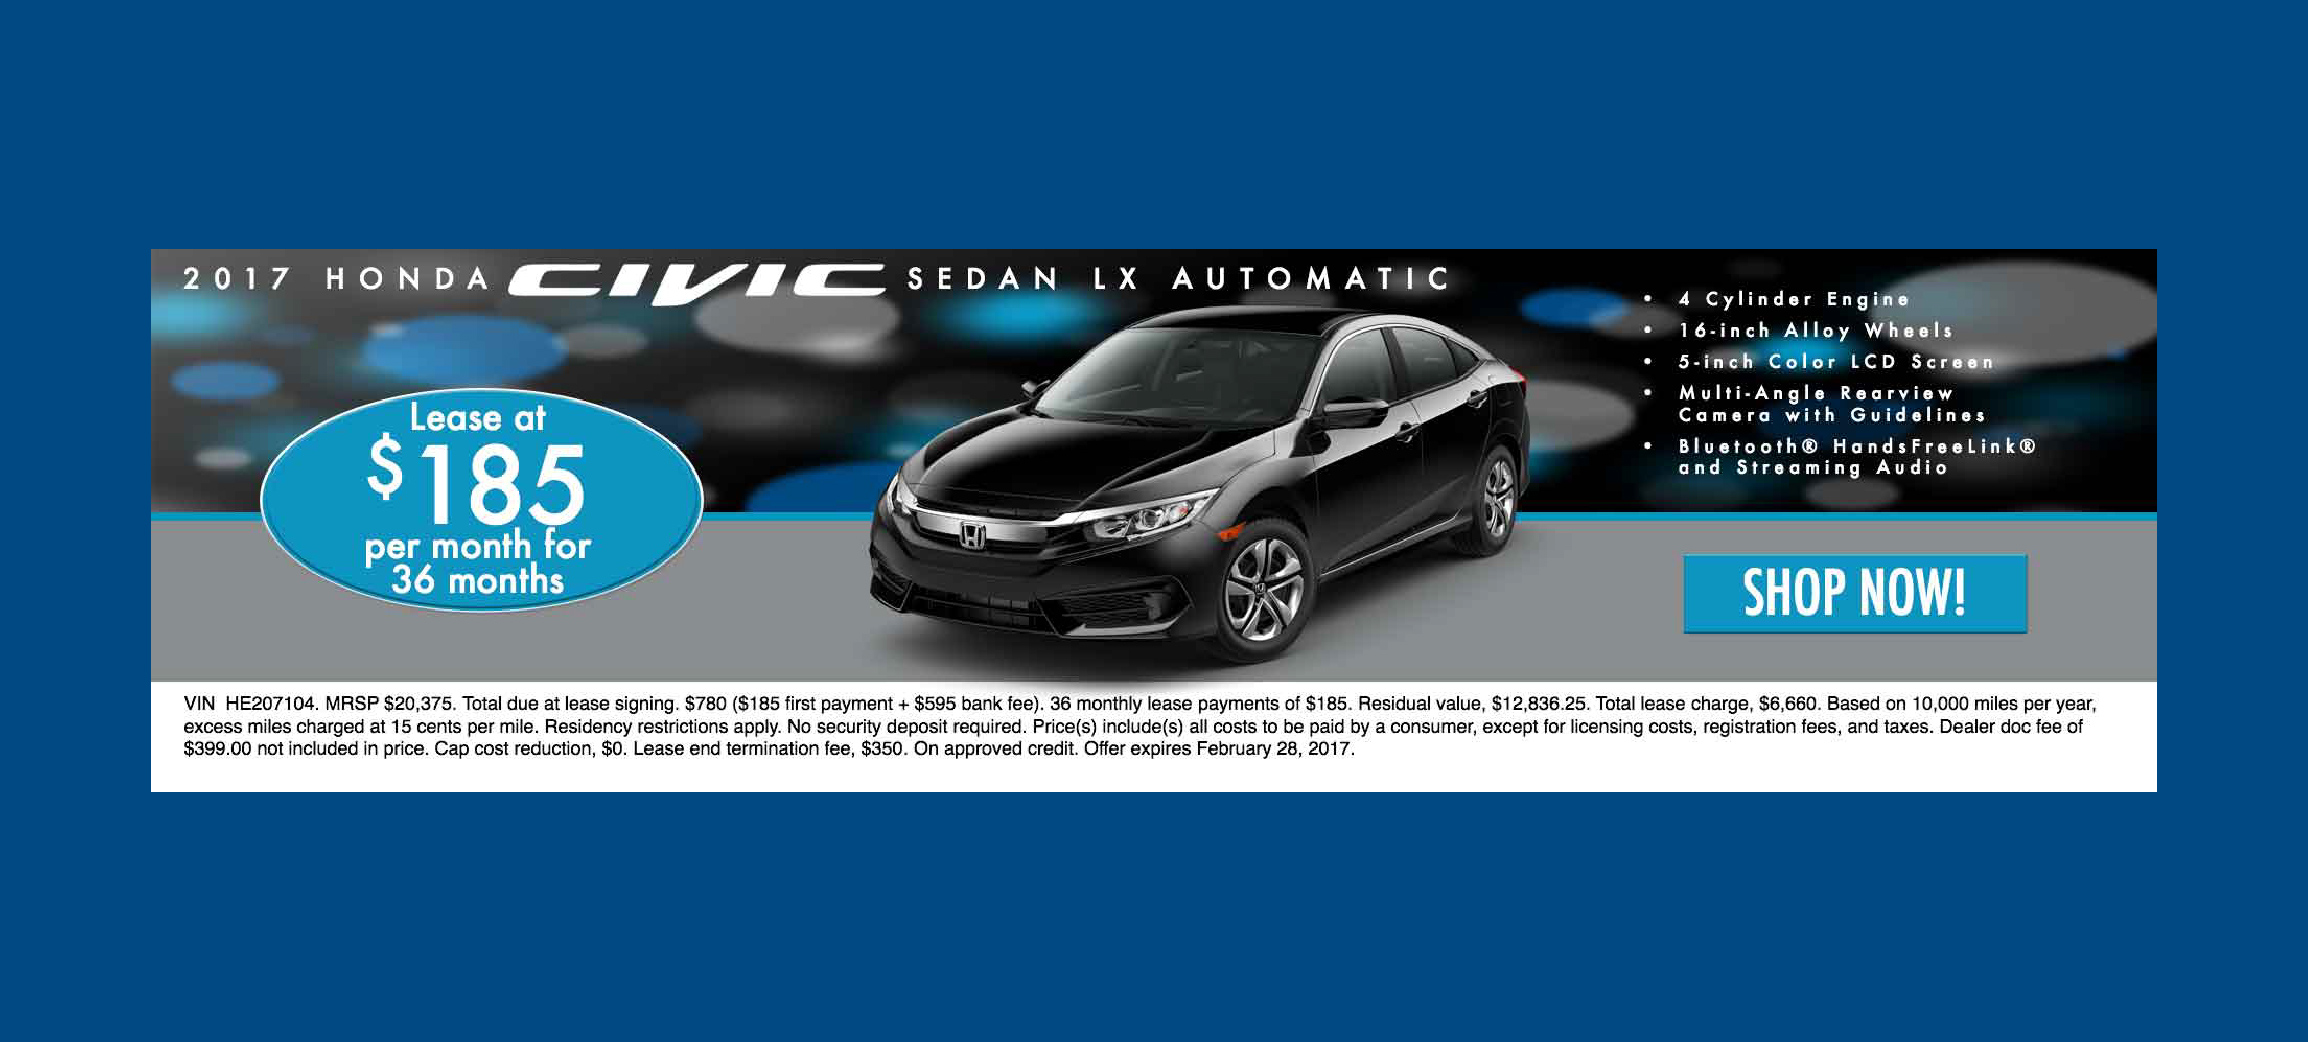 2017 HONDA CIVIC SEDAN LX AUTOMATIC
Lease at
$185
per month for
36 months
• 4 Cylinder Engine
• 16-inch Alloy Wheels
• 5-inch Color LCD Screen
• Multi-Angle Rearview
Camera with Guidelines
• Bluetooth® HandsFreeLink®
and Streaming Audio
SHOP NOW!
VIN HE207104. MRSP $20,375. Total due at lease signing. $780 ($185 first payment + $595 bank fee). 36 monthly lease payments of $185. Residual value, $12,836.25. Total lease charge, $6,660. Based on 10,000 miles per year,
excess miles charged at 15 cents per mile. Residency restrictions apply. No security deposit required. Price(s) include(s) all costs to be paid by a consumer, except for licensing costs, registration fees, and taxes. Dealer doc fee of
$399.00 not included in price. Cap cost reduction, $0. Lease end termination fee, $350. On approved credit. Offer expires February 28, 2017.